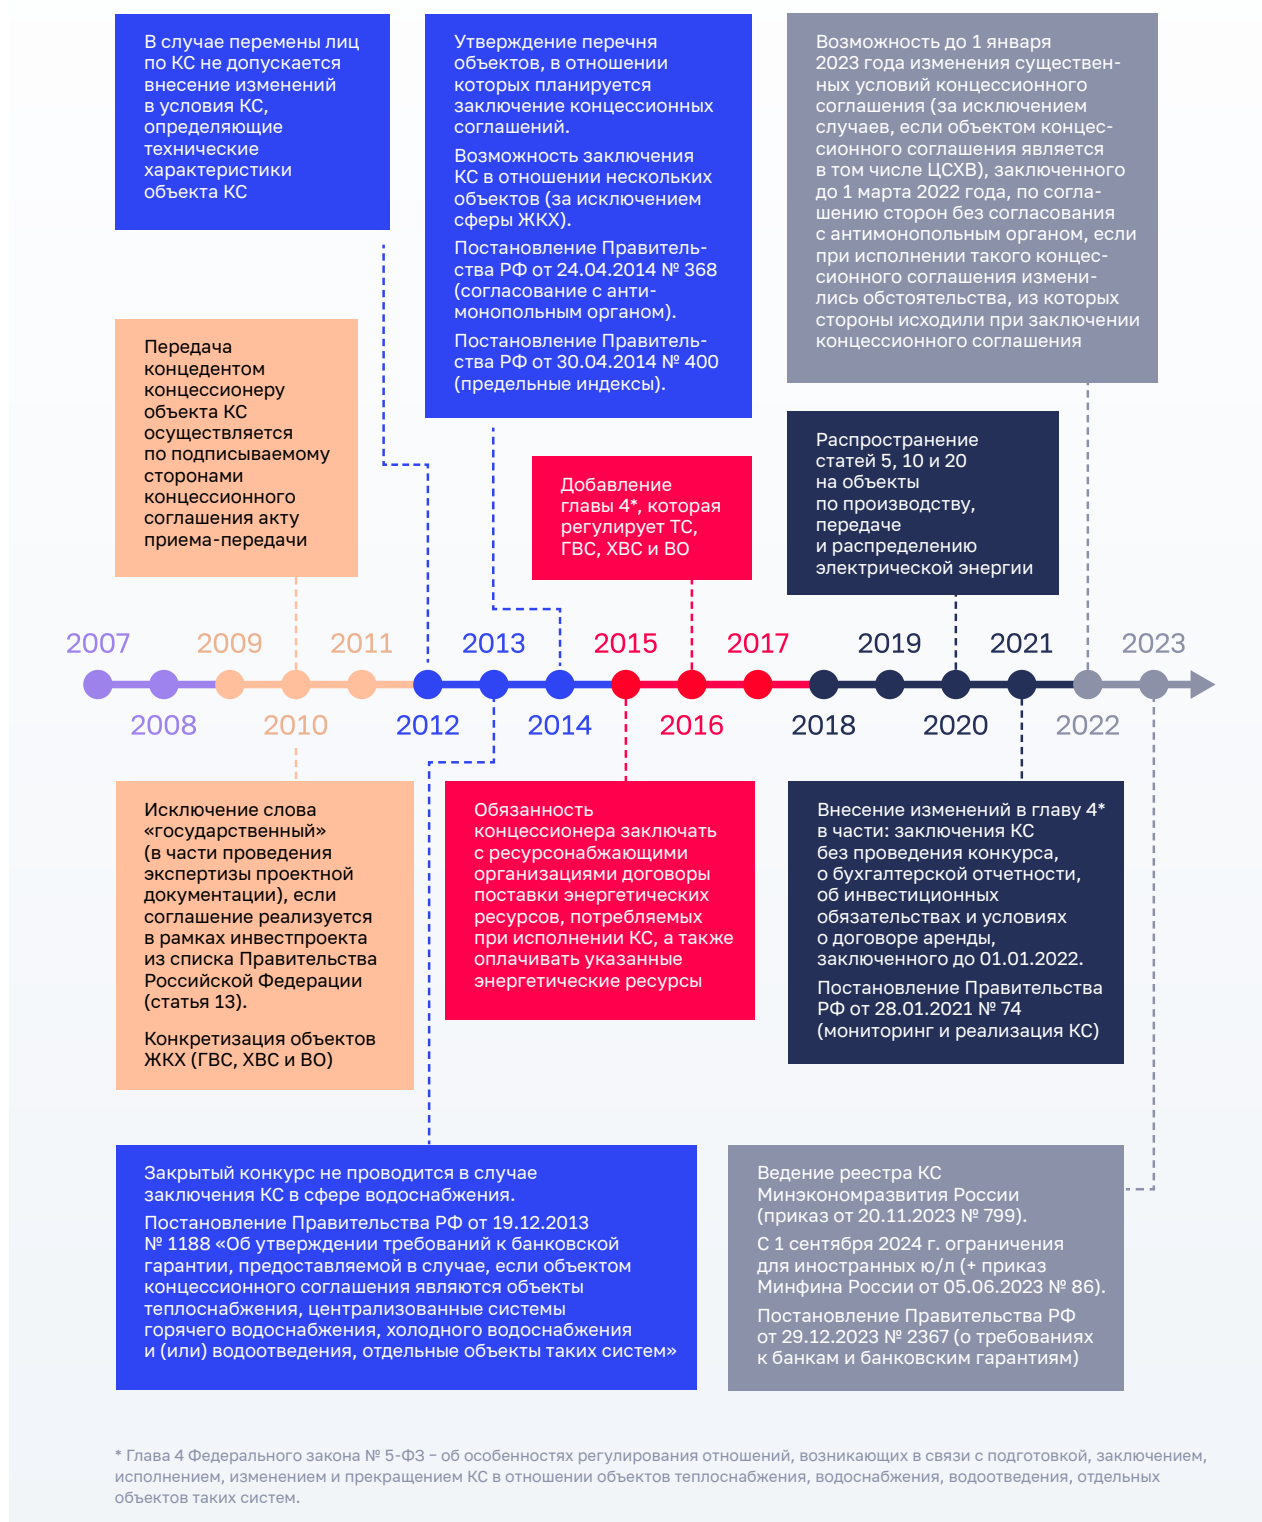 В случае перемены лиц
по КС не допускается
внесение изменений
в условия КС,
определяющие
технические
характеристики
объекта КС
Утверждение перечня
объектов, в отношении
которых планируется
заключение концессионных
соглашений.
Возможность заключения
КС в отношении нескольких
объектов (за исключением
сферы ЖКХ).
Постановление Правитель-
ства РФ от 24.04.2014 № 368
(согласование с анти-
монопольным органом).
Постановление Правитель-
ства РФ от 30.04.2014 № 400
(предельные индексы).
Возможность до 1 января
2023 года изменения существен-
ных условий концессионного
соглашения (за исключением
случаев, если объектом концес-
сионного соглашения является
в том числе ЦСХВ), заключенного
до 1 марта 2022 года, по согла-
шению сторон без согласования
с антимонопольным органом, если
при исполнении такого концес-
сионного соглашения измени-
лись обстоятельства, из которых
стороны исходили при заключении
концессионного соглашения
Передача
концедентом
концессионеру
объекта КС
осуществляется
по подписываемому
сторонами
концессионного
соглашения акту
приема-передачи
Добавление
главы 4*, которая
регулирует ТС,
ГВС, ХВС и ВО
Распространение
статей 5, 10 и 20
на объекты
по производству,
передаче
и распределению
электрической энергии
2007
2009
2011
2013
2015
2017
2019
2021
2023
2008
2010
2012
2014
2016
2018
2020
2022
Исключение слова
«государственный»
(в части проведения
экспертизы проектной
документации), если
соглашение реализуется
в рамках инвестпроекта
из списка Правительства
Российской Федерации
(статья 13).
Конкретизация объектов
ЖКХ (ГВС, ХВС и ВО)
Обязанность
концессионера заключать
с ресурсонабжающими
организациями договоры
поставки энергетических
ресурсов, потребляемых
при исполнении КС, а также
оплачивать указанные
энергетические ресурсы
Внесение изменений в главу 4*
в части: заключения КС
без проведения конкурса,
о бухгалтерской отчетности,
об инвестиционных
обязательствах и условиях
о договоре аренды,
заключенного до 01.01.2022.
Постановление Правительства
РФ от 28.01.2021 № 74
(мониторинг и реализация КС)
Закрытый конкурс не проводится в случае
заключения КС в сфере водоснабжения.
Постановление Правительства РФ от 19.12.2013
№ 1188 «Об утверждении требований к банковской
гарантии, предоставляемой в случае, если объектом
концессионного соглашения являются объекты
теплоснабжения, централизованные системы
горячего водоснабжения, холодного водоснабжения
и (или) водоотведения, отдельные объекты таких систем»
Ведение реестра КС
Минэкономразвития России
(приказ от 20.11.2023 № 799).
С 1 сентября 2024 г. ограничения
для иностранных ю/л (+ приказ
Минфина России от 05.06.2023 № 86).
Постановление Правительства РФ
от 29.12.2023 № 2367 (о требованиях
к банкам и банковским гарантиям)
* Глава 4 Федерального закона № 5-ФЗ – об особенностях регулирования отношений, возникающих в связи с подготовкой, заключением,
исполнением, изменением и прекращением КС в отношении объектов теплоснабжения, водоснабжения, водоотведения, отдельных
объектов таких систем.